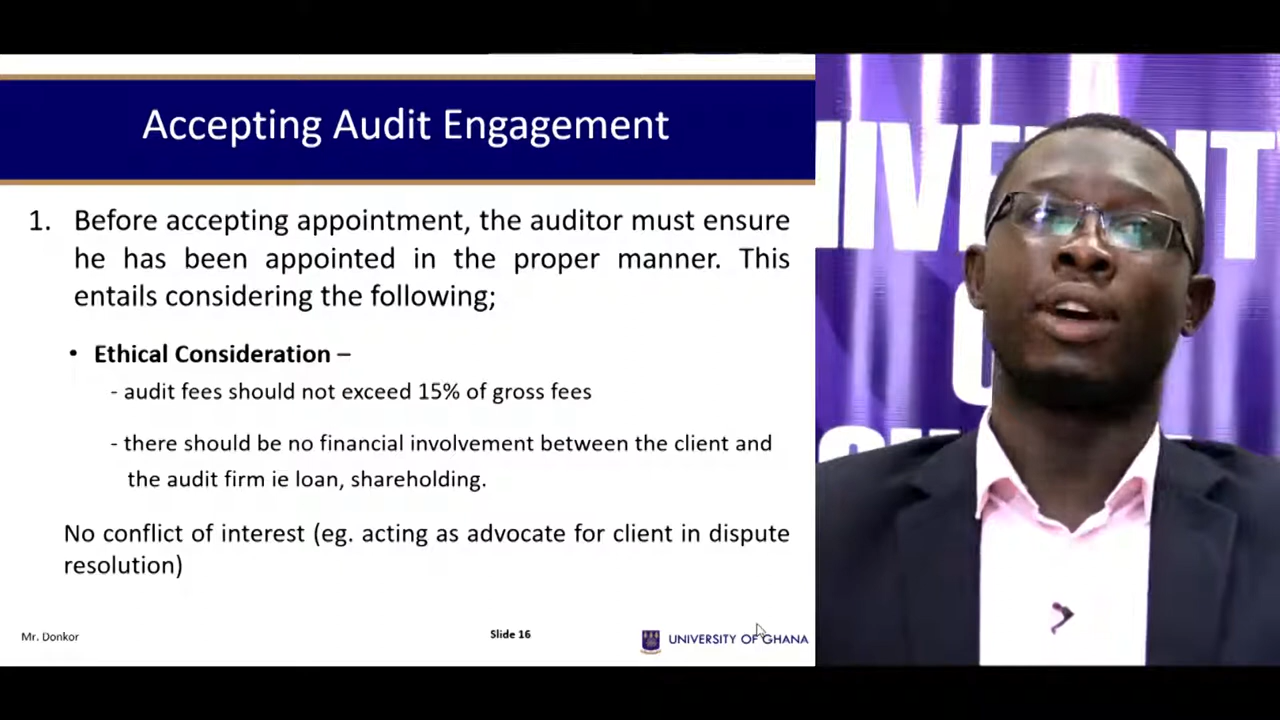 Accepting Audit Engagement
1. Before accepting appointment, the auditor must ensure
he has been appointed in the proper manner. This
entails considering the following;
• Ethical Consideration –
- audit fees should not exceed 15% of gross fees
- there should be no financial involvement between the client and
the audit firm ie loan, shareholding.
No conflict of interest (eg. acting as advocate for client in dispute
resolution)
Mr. Donkor
Slide 16
UNIVERSITY OF GHANA